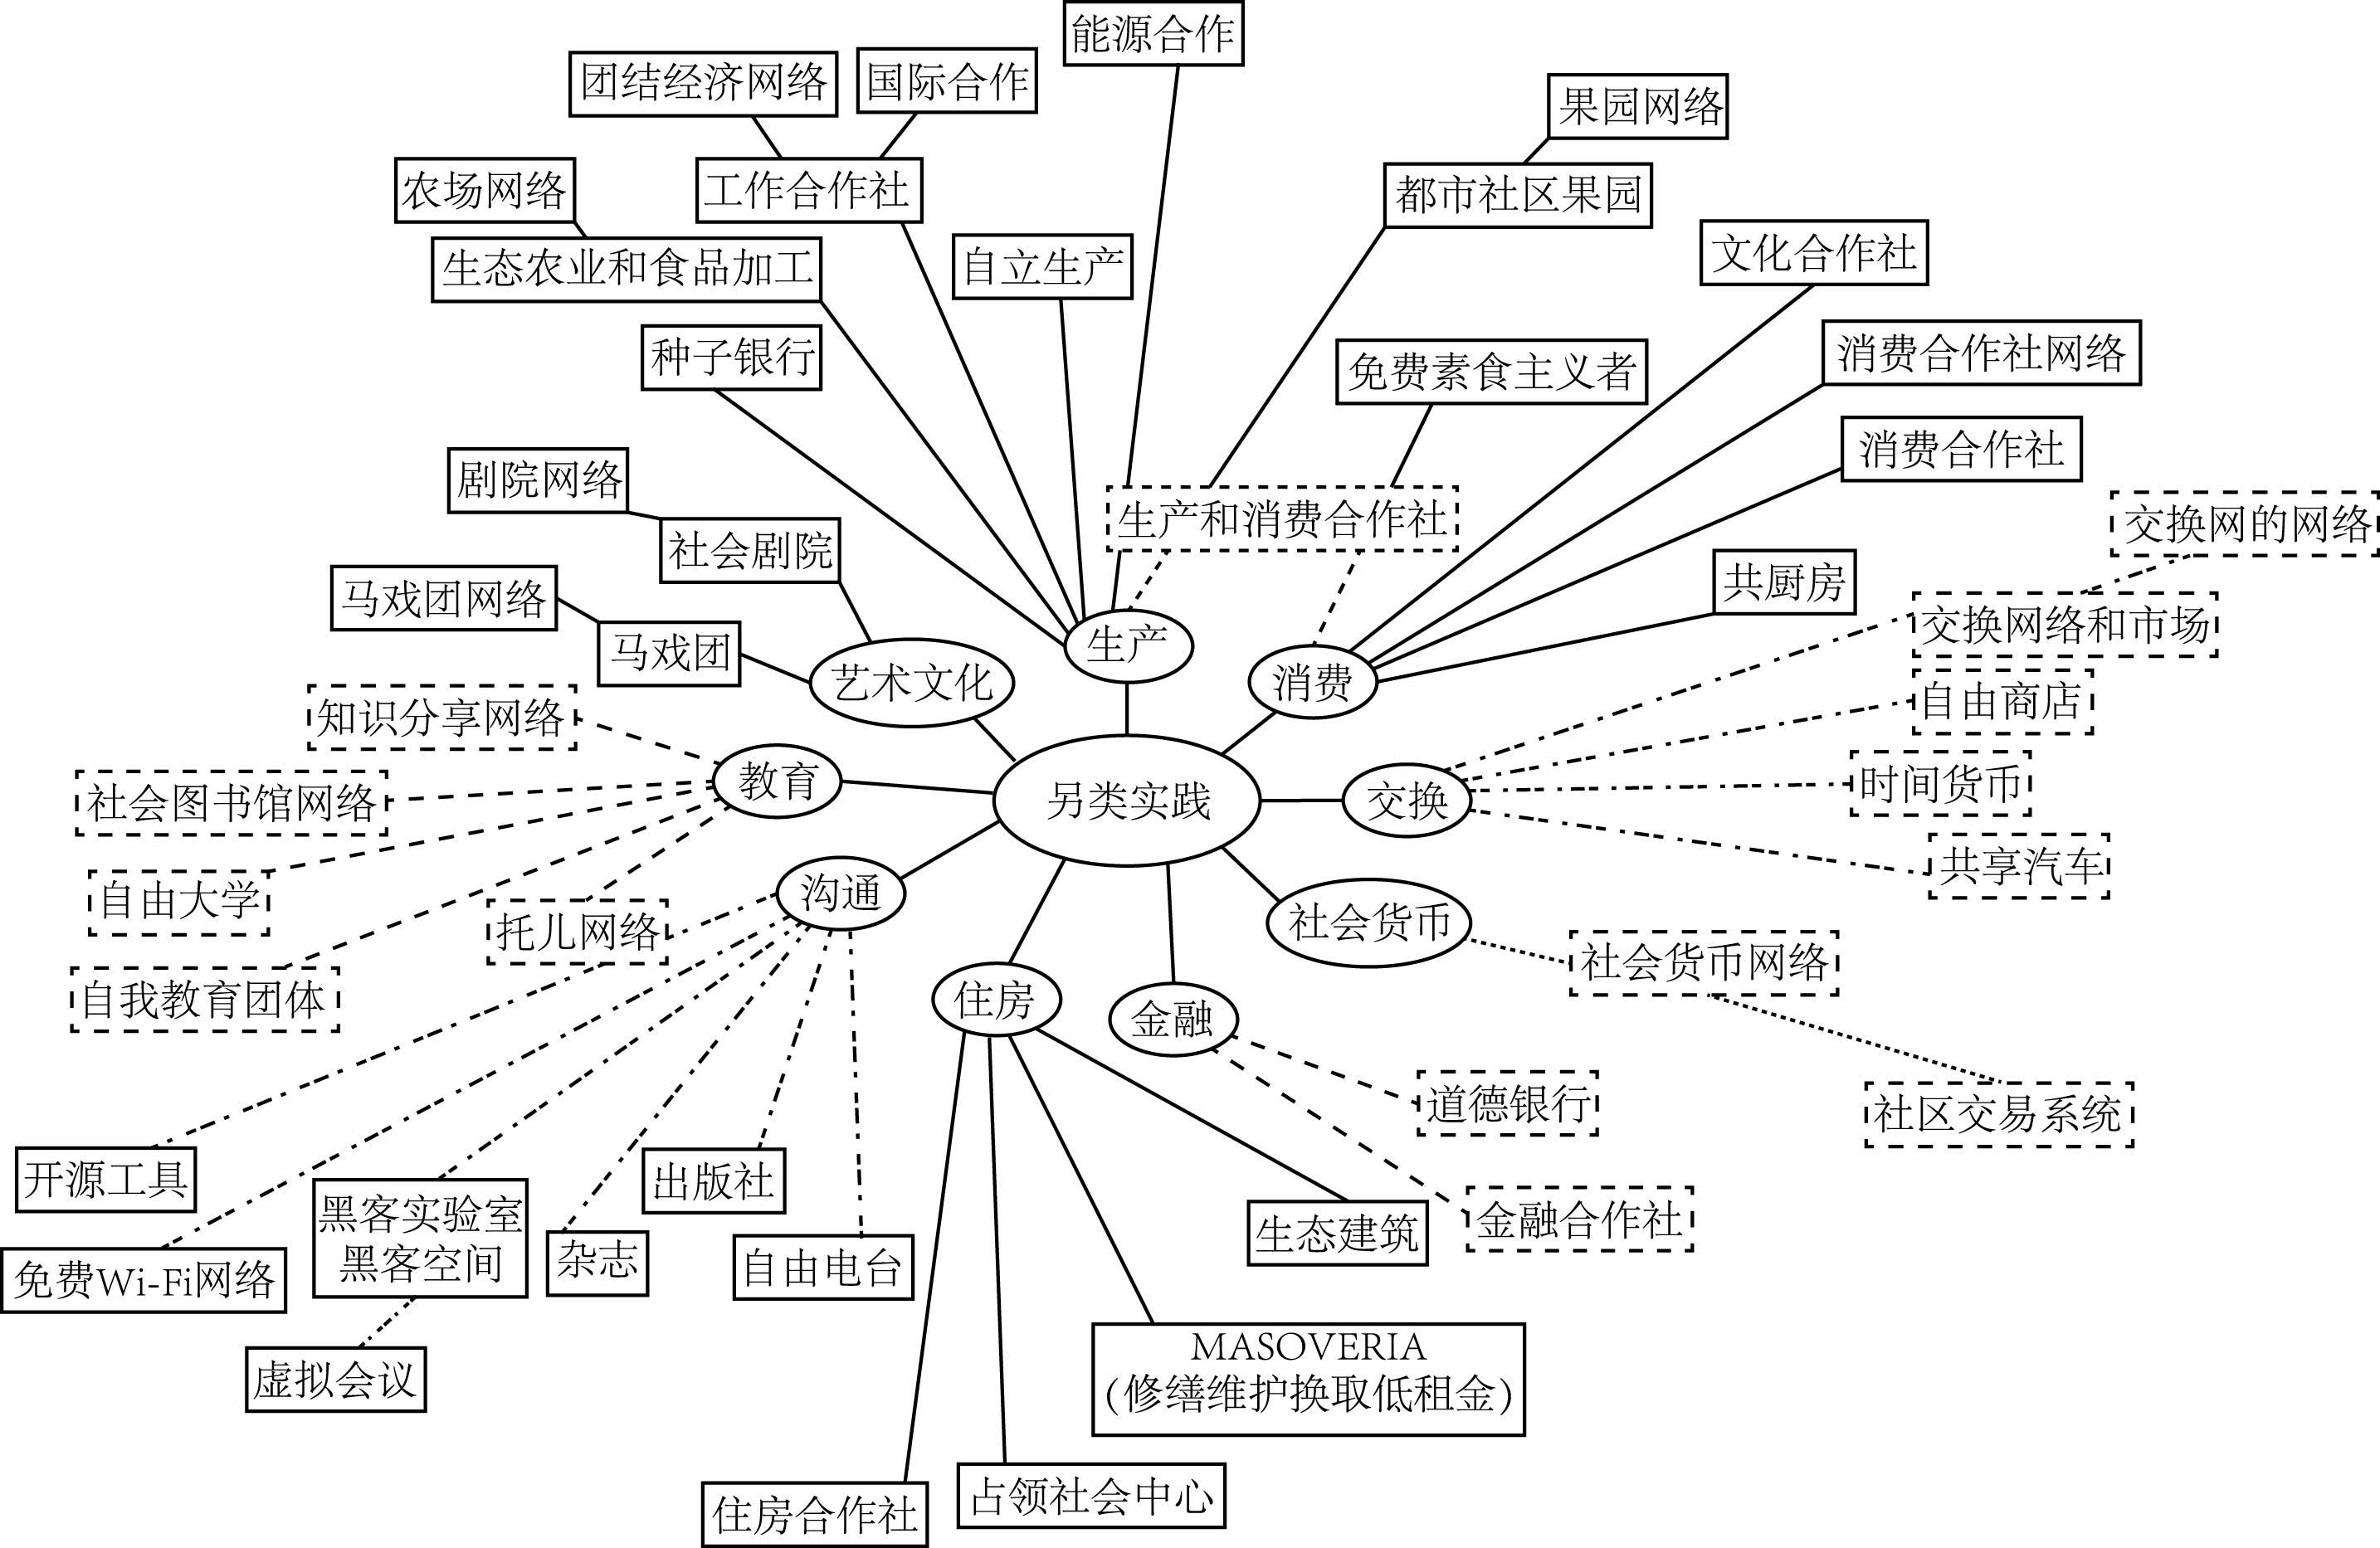 能源合作
团结经济网络
国际合作
果园网络
农场网络
工作合作社
都市社区果园
生态农业和食品加工
自立生产
文化合作社
种子银行
免费素食主义者
消费合作社网络
剧院网络
消费合作社
社会剧院
生产和消费合作社
交换网的网络
马戏团网络
共厨房
马戏团
艺术文化
生产
消费
交换网络和市场
知识分享网络
自由商店
社会图书馆网络
教育
另类实践
交换
时间货币
共享汽车
自由大学
托儿网络
沟通
社会货币
社会货币网络
自我教育团体
住房
金融
道德银行
社区交易系统
开源工具
出版社
黑客实验室
黑客空间
杂志
自由电台
生态建筑
金融合作社
免费Wi-Fi网络
虚拟会议
MASOVERIA
(修缮维护换取低租金)
住房合作社
占领社会中心